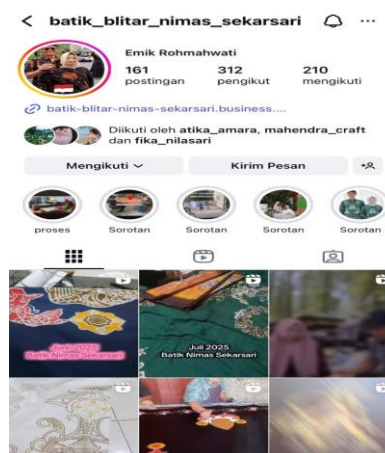 batik_blitar_nimas_sekarsari
Emik Rohmahwati
161 312 210
postingan pengikut mengikuti
batik-blitar-nimas-sekarsari.business....
Diikuti oleh atika_amara, mahendra_craft
dan fika_nilasari
Mengikuti Kirim Pesan
proses Sorotan Sorotan Sorotan Sorotan
Juni 2025
Batik Nimas Sekarsari
Juli 2025
Batik Nimas Sekarsari